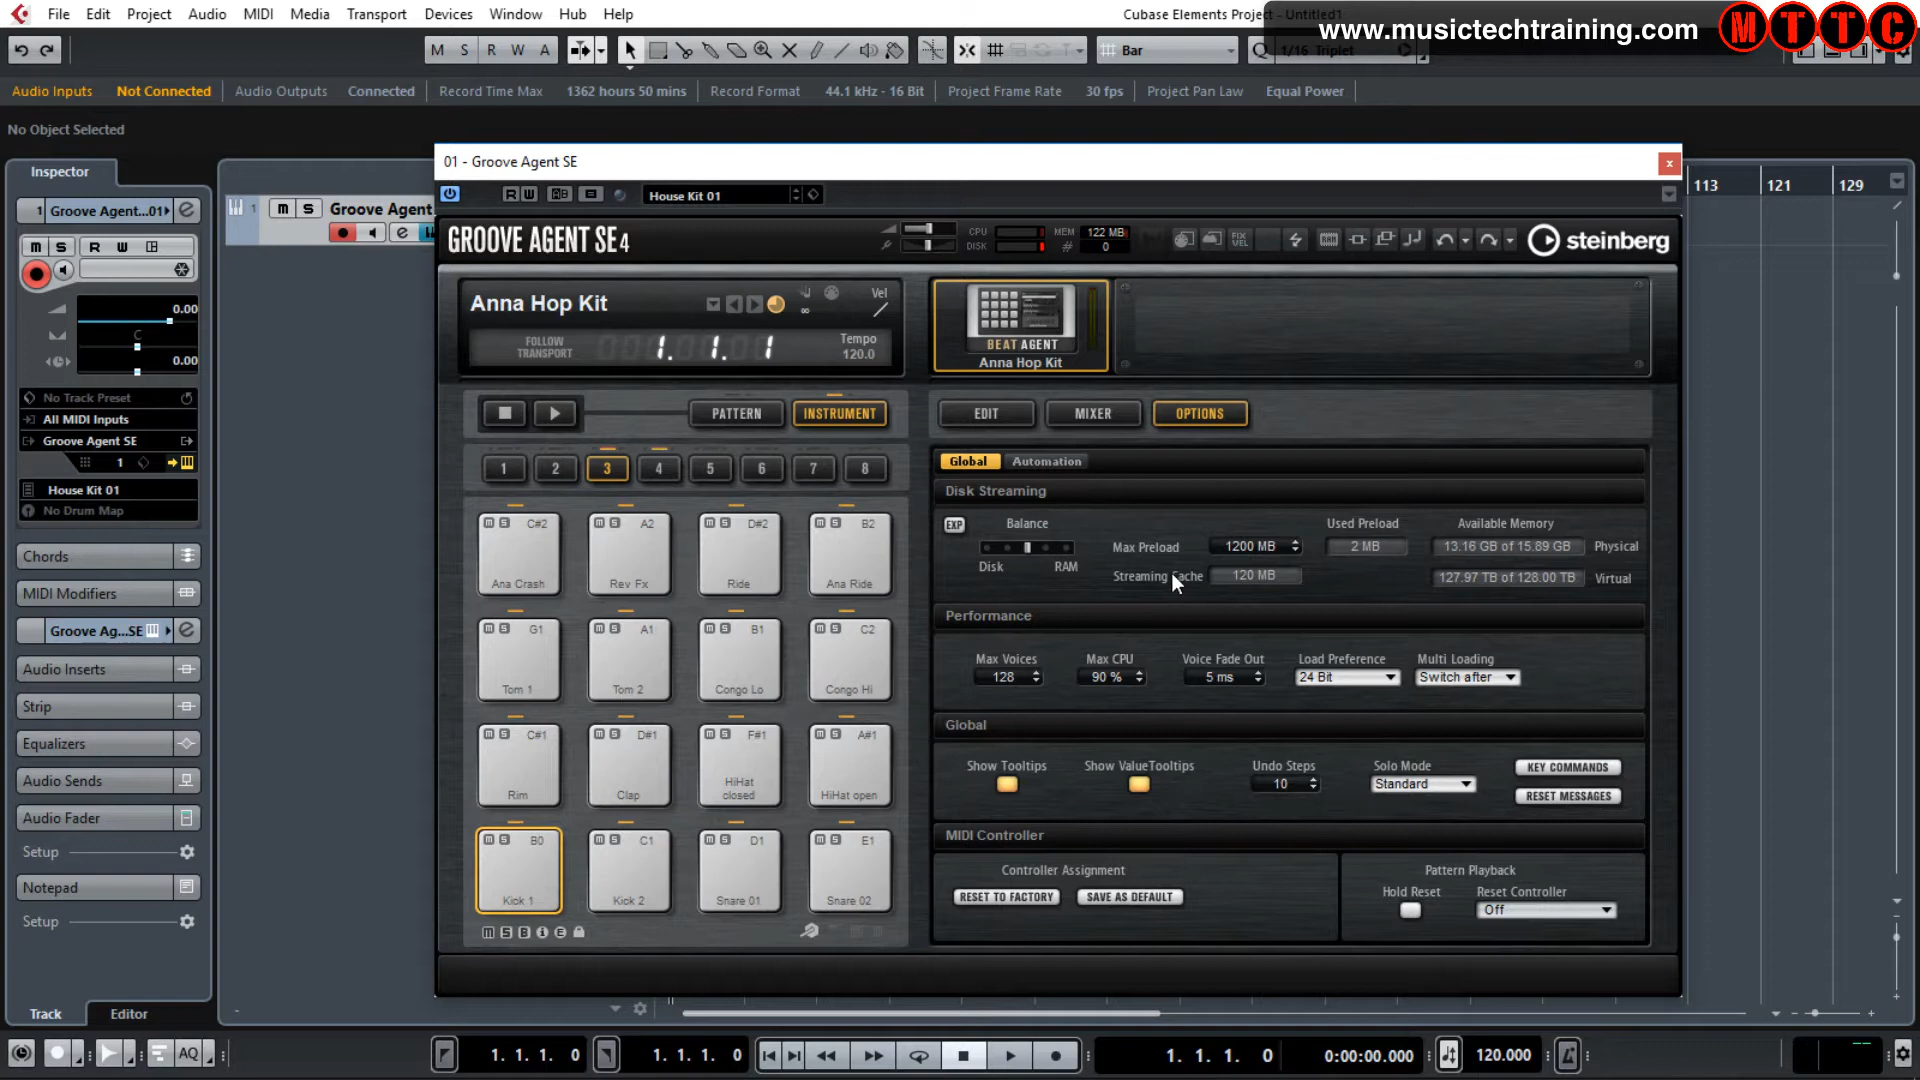 File Edit Project Audio MIDI Media Transport Devices Window Hub Help
Cubase Elements Project - Untitled1
www.musictechtraining.com
M T T C
M S R W A
Bar
1/16 Triplet
Audio Inputs Not Connected Audio Outputs Connected Record Time Max 1362 hours 50 mins Record Format 44.1 kHz - 16 Bit Project Frame Rate 30 fps Project Pan Law Equal Power
No Object Selected
Inspector
1 Groove Agent...01
m S R W
0.00
C
0.00
No Track Preset
All MIDI Inputs
Groove Agent SE
1
House Kit 01
No Drum Map
Chords
MIDI Modifiers
Groove Ag...SE
Audio Inserts
Strip
Equalizers
Audio Sends
Audio Fader
Setup
Notepad
Setup
Track Editor
1 m S Groove Agent
113 121 129
01 - Groove Agent SE
R W House Kit 01
GROOVE AGENT SE4
CPU
DISK
MEM 122 MB
# 0
FIX VEL
steinberg
Anna Hop Kit
Vel
FOLLOW TRANSPORT
1. 1. 1
Tempo
120.0
BEAT AGENT
Anna Hop Kit
PATTERN INSTRUMENT
EDIT MIXER OPTIONS
1 2 3 4 5 6 7 8
C#2 A2 D#2 B2
Ana Crash Rev Fx Ride Ana Ride
G1 A1 B1 C2
Tom 1 Tom 2 Congo Lo Congo Hi
C#1 D#1 F#1 A#1
Rim Clap HiHat closed HiHat open
B0 C1 D1 E1
Kick 1 Kick 2 Snare 01 Snare 02
Global Automation
Disk Streaming
EXP Balance
Disk RAM
Max Preload 1200 MB
Streaming Cache 120 MB
Used Preload
2 MB
Available Memory
13.16 GB of 15.89 GB Physical
127.97 TB of 128.00 TB Virtual
Performance
Max Voices Max CPU Voice Fade Out Load Preference Multi Loading
128 90 % 5 ms 24 Bit Switch after
Global
Show Tooltips Show ValueTooltips Undo Steps Solo Mode
10 Standard
KEY COMMANDS
RESET MESSAGES
MIDI Controller
Controller Assignment
RESET TO FACTORY SAVE AS DEFAULT
Pattern Playback
Hold Reset Reset Controller
Off
AQ
1. 1. 1. 0
1. 1. 1. 0
1. 1. 1. 0
0:00:00.000
120.000